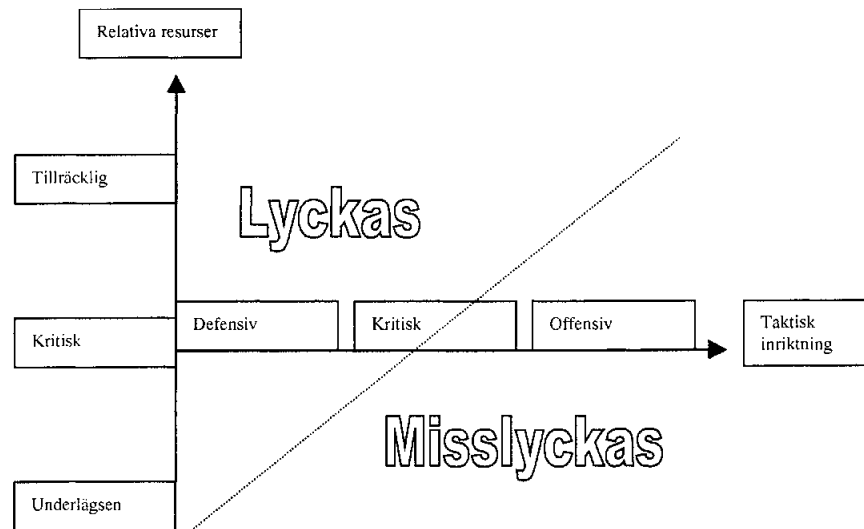 Relativa resurser
Tillräcklig
Lyckas
Defensiv
Kritisk
Offensiv
Taktisk
inriktning
Kritisk
Misslyckas
Underlägsen